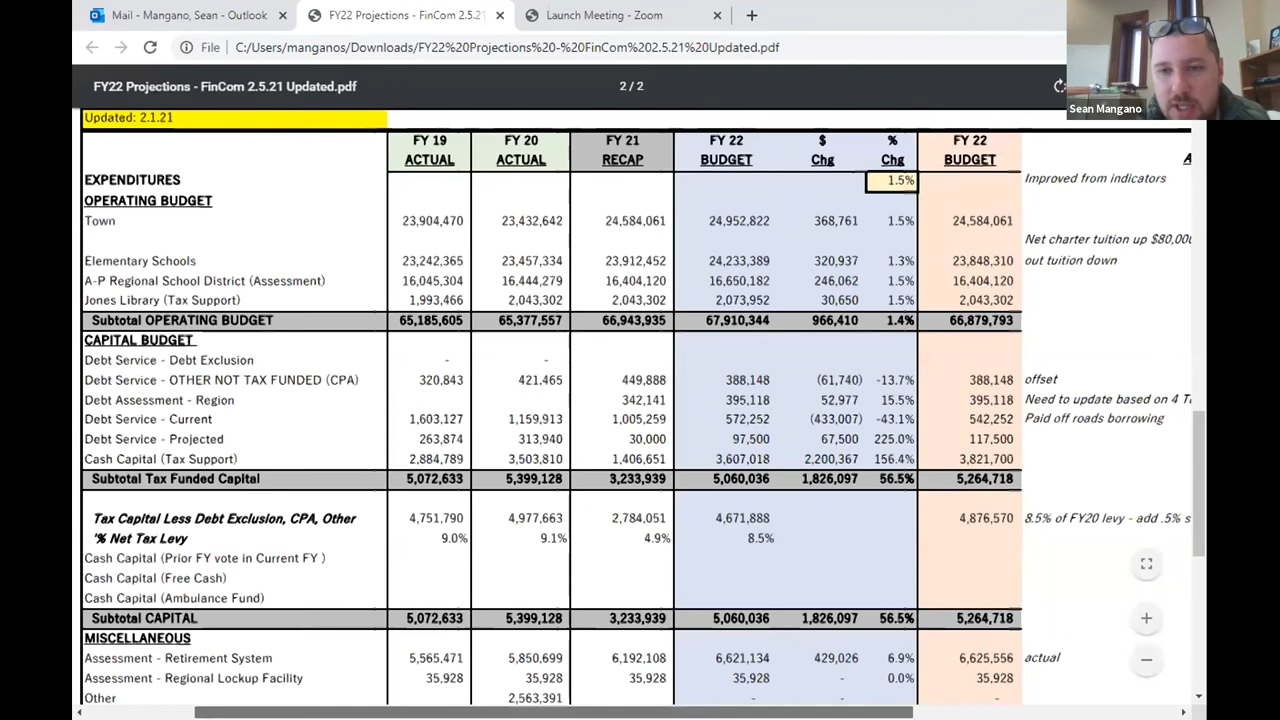 Mail - Mangano, Sean - Outlook
FY22 Projections - FinCom 2.5.21
Launch Meeting - Zoom
File C:/Users/manganos/Downloads/FY22%20Projections%20-%20FinCom%202.5.21%20Updated.pdf
FY22 Projections - FinCom 2.5.21 Updated.pdf 2 / 2
Sean Mangano
Updated: 2.1.21
FY 19 FY 20 FY 21 FY 22 $ % FY 22
ACTUAL ACTUAL RECAP BUDGET Chg Chg BUDGET A
EXPENDITURES 1.5% Improved from indicators
OPERATING BUDGET
Town 23,904,470 23,432,642 24,584,061 24,952,822 368,761 1.5% 24,584,061
Net charter tuition up $80,000
Elementary Schools 23,242,365 23,457,334 23,912,452 24,233,389 320,937 1.3% 23,848,310 out tuition down
A-P Regional School District (Assessment) 16,045,304 16,444,279 16,404,120 16,650,182 246,062 1.5% 16,404,120
Jones Library (Tax Support) 1,993,466 2,043,302 2,043,302 2,073,952 30,650 1.5% 2,043,302
Subtotal OPERATING BUDGET 65,185,605 65,377,557 66,943,935 67,910,344 966,410 1.4% 66,879,793
CAPITAL BUDGET
Debt Service - Debt Exclusion - -
Debt Service - OTHER NOT TAX FUNDED (CPA) 320,843 421,465 449,888 388,148 (61,740) -13.7% 388,148 offset
Debt Assessment - Region 342,141 395,118 52,977 15.5% 395,118 Need to update based on 4 T
Debt Service - Current 1,603,127 1,159,913 1,005,259 572,252 (433,007) -43.1% 542,252 Paid off roads borrowing
Debt Service - Projected 263,874 313,940 30,000 97,500 67,500 225.0% 117,500
Cash Capital (Tax Support) 2,884,789 3,503,810 1,406,651 3,607,018 2,200,367 156.4% 3,821,700
Subtotal Tax Funded Capital 5,072,633 5,399,128 3,233,939 5,060,036 1,826,097 56.5% 5,264,718
Tax Capital Less Debt Exclusion, CPA, Other 4,751,790 4,977,663 2,784,051 4,671,888 4,876,570 8.5% of FY20 levy - add .5% s
'% Net Tax Levy 9.0% 9.1% 4.9% 8.5%
Cash Capital (Prior FY vote in Current FY )
Cash Capital (Free Cash)
Cash Capital (Ambulance Fund)
Subtotal CAPITAL 5,072,633 5,399,128 3,233,939 5,060,036 1,826,097 56.5% 5,264,718
MISCELLANEOUS
Assessment - Retirement System 5,565,471 5,850,699 6,192,108 6,621,134 429,026 6.9% 6,625,556 actual
Assessment - Regional Lockup Facility 35,928 35,928 35,928 35,928 - 0.0% 35,928
Other 2,563,391 - - -